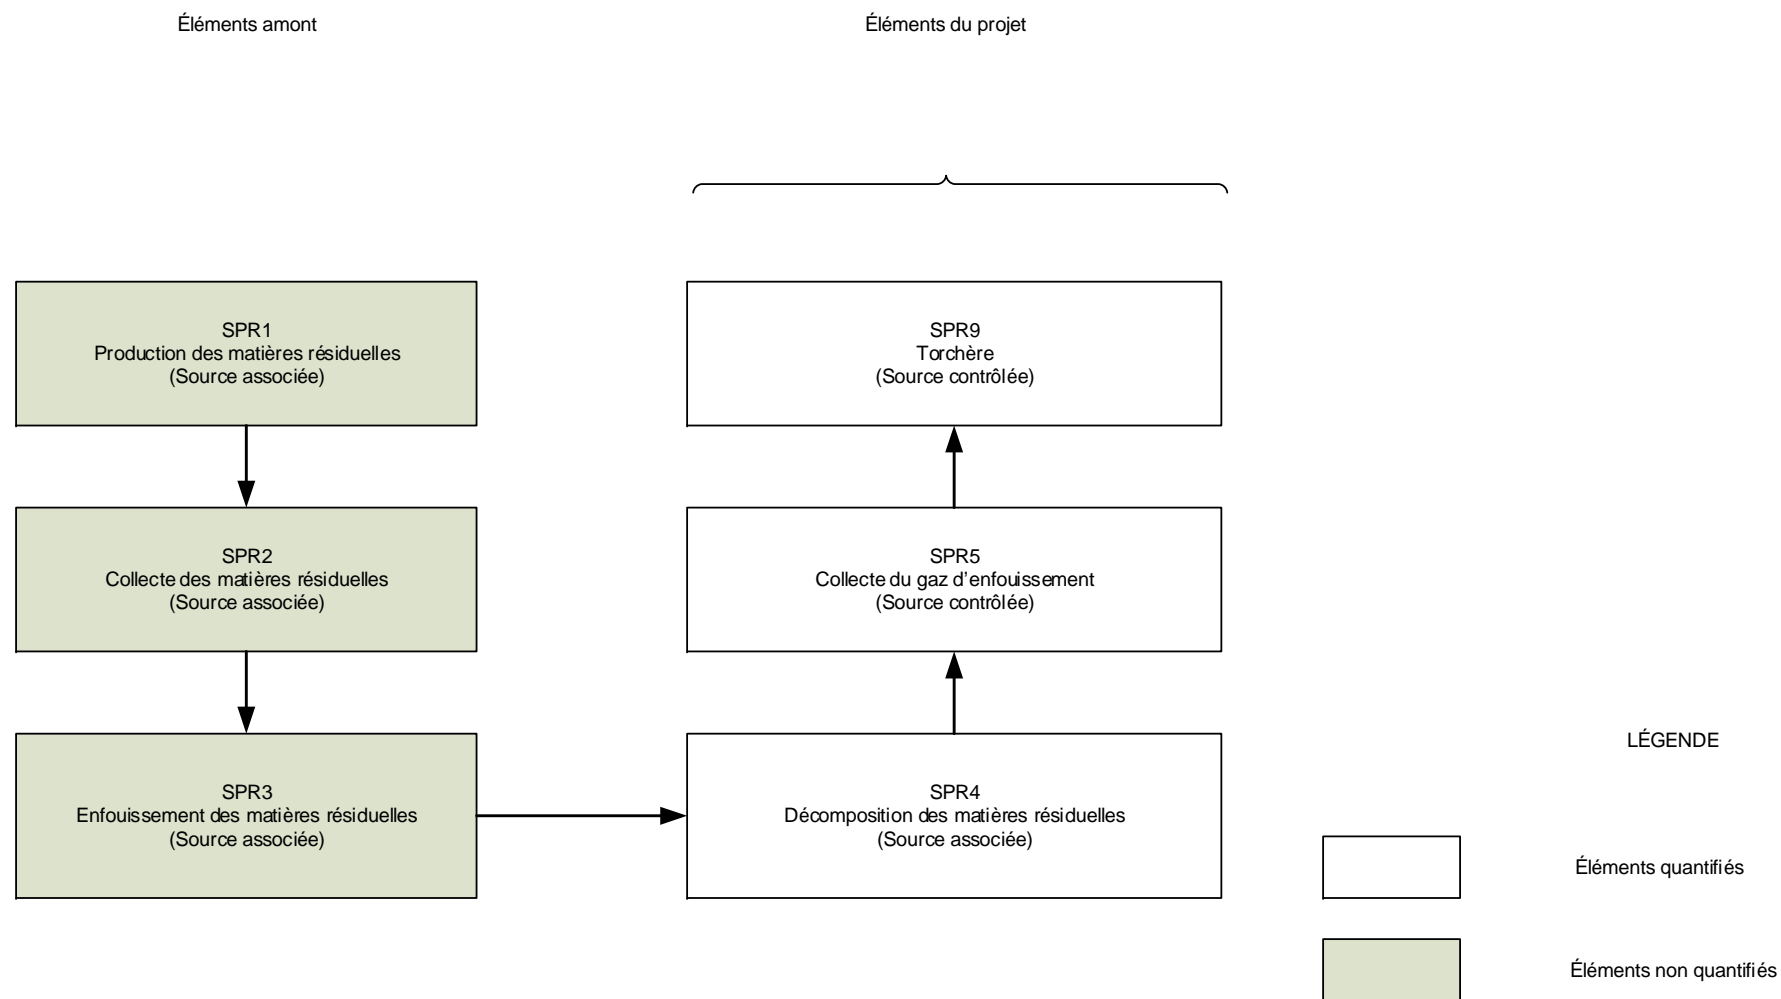 Éléments amont
Éléments du projet
SPR1
Production des matières résiduelles
(Source associée)
SPR2
Collecte des matières résiduelles
(Source associée)
SPR3
Enfouissement des matières résiduelles
(Source associée)
SPR9
Torchère
(Source contrôlée)
SPR5
Collecte du gaz d’enfouissement
(Source contrôlée)
SPR4
Décomposition des matières résiduelles
(Source associée)
LÉGENDE
Éléments quantifiés
Éléments non quantifiés